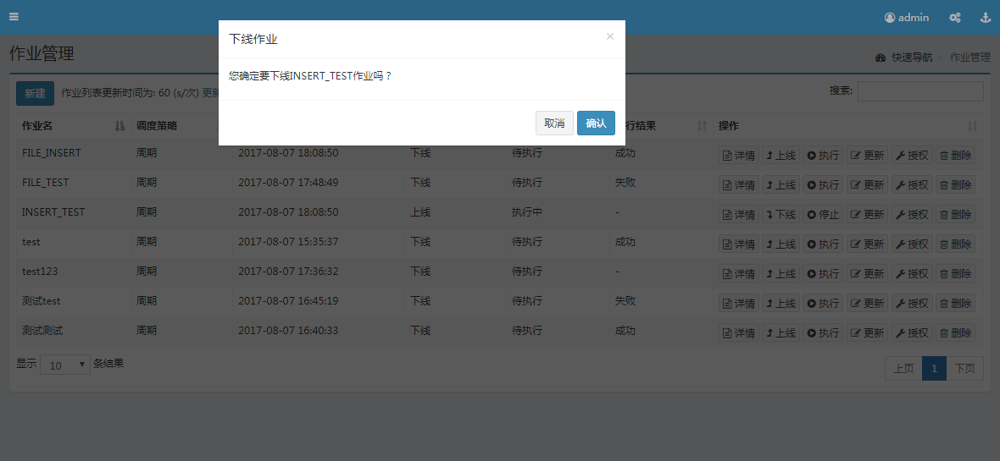 admin
下线作业 ×
您确定要下线INSERT_TEST作业吗？
取消 确认
作业管理
快速导航 > 作业管理
新建 作业列表更新时间为: 60 (s/次) 更新
搜索:
作业名 调度策略 行结果 操作
FILE_INSERT 周期 2017-08-07 18:08:50 下线 待执行 成功 详情 上线 执行 更新 授权 删除
FILE_TEST 周期 2017-08-07 17:48:49 下线 待执行 失败 详情 上线 执行 更新 授权 删除
INSERT_TEST 周期 2017-08-07 18:08:50 上线 执行中 - 详情 下线 停止 更新 授权 删除
test 周期 2017-08-07 15:35:37 下线 待执行 成功 详情 上线 执行 更新 授权 删除
test123 周期 2017-08-07 17:36:32 下线 待执行 - 详情 上线 执行 更新 授权 删除
测试test 周期 2017-08-07 16:45:19 下线 待执行 失败 详情 上线 执行 更新 授权 删除
测试测试 周期 2017-08-07 16:40:33 下线 待执行 成功 详情 上线 执行 更新 授权 删除
显示 10 条结果
上页 1 下页